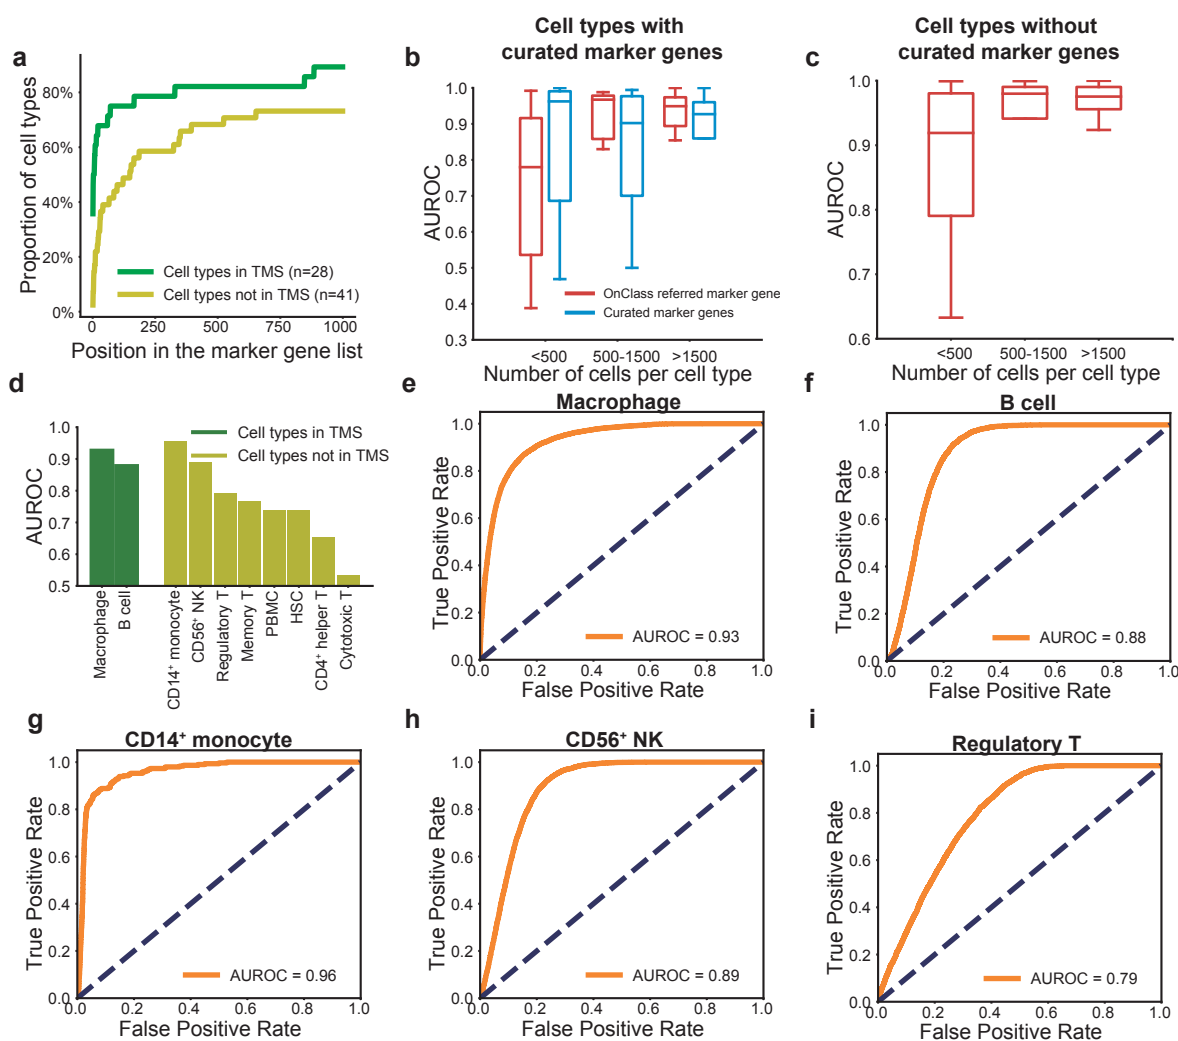 a
Proportion of cell types
80%
60%
40%
20%
0%
Cell types in TMS (n=28)
Cell types not in TMS (n=41)
0 250 500 750 1000
Position in the marker gene list
b
Cell types with
curated marker genes
AUROC
1.0
0.9
0.8
0.7
0.6
0.5
0.4
0.3
OnClass referred marker gene
Curated marker genes
<500 500-1500 >1500
Number of cells per cell type
c
Cell types without
curated marker genes
AUROC
1.0
0.9
0.8
0.7
0.6
<500 500-1500 >1500
Number of cells per cell type
d
AUROC
1.0
0.9
0.8
0.7
0.6
0.5
Cell types in TMS
Cell types not in TMS
Macrophage
B cell
CD14+ monocyte
CD56+ NK
Regulatory T
Memory T
PBMC
HSC
CD4+ helper T
Cytotoxic T
e
Macrophage
True Positive Rate
1.0
0.8
0.6
0.4
0.2
0.0
AUROC = 0.93
0.0 0.2 0.4 0.6 0.8 1.0
False Positive Rate
f
B cell
True Positive Rate
1.0
0.8
0.6
0.4
0.2
0.0
AUROC = 0.88
0.0 0.2 0.4 0.6 0.8 1.0
False Positive Rate
g
CD14+ monocyte
True Positive Rate
1.0
0.8
0.6
0.4
0.2
0.0
AUROC = 0.96
0.0 0.2 0.4 0.6 0.8 1.0
False Positive Rate
h
CD56+ NK
True Positive Rate
1.0
0.8
0.6
0.4
0.2
0.0
AUROC = 0.89
0.0 0.2 0.4 0.6 0.8 1.0
False Positive Rate
i
Regulatory T
True Positive Rate
1.0
0.8
0.6
0.4
0.2
0.0
AUROC = 0.79
0.0 0.2 0.4 0.6 0.8 1.0
False Positive Rate